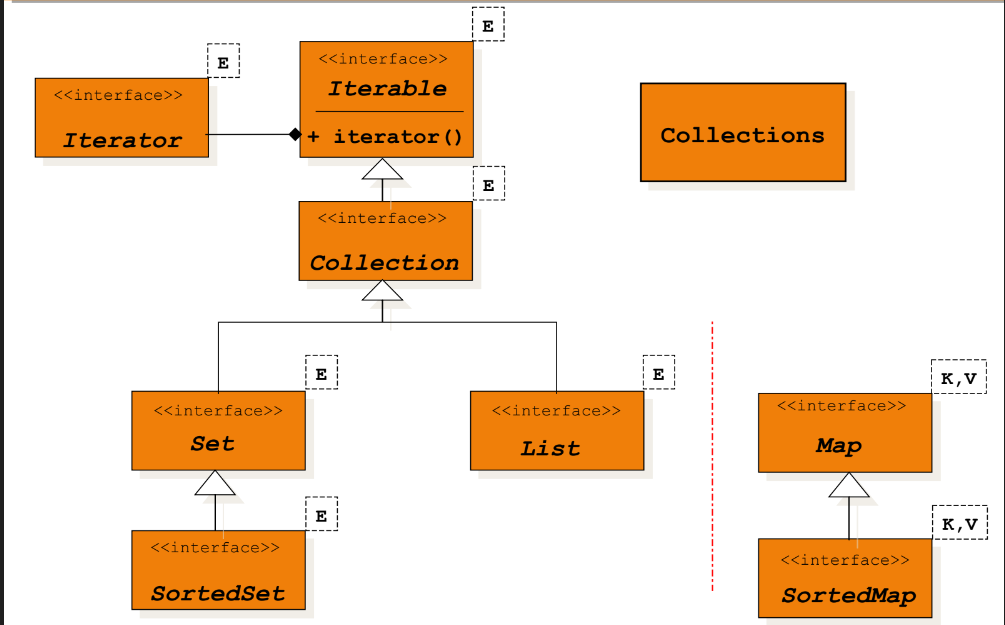 E
<<interface>>
Iterable
+ iterator()
E
<<interface>>
Iterator
Collections
E
<<interface>>
Collection
E
<<interface>>
Set
E
<<interface>>
List
K,V
<<interface>>
Map
E
<<interface>>
SortedSet
K,V
<<interface>>
SortedMap